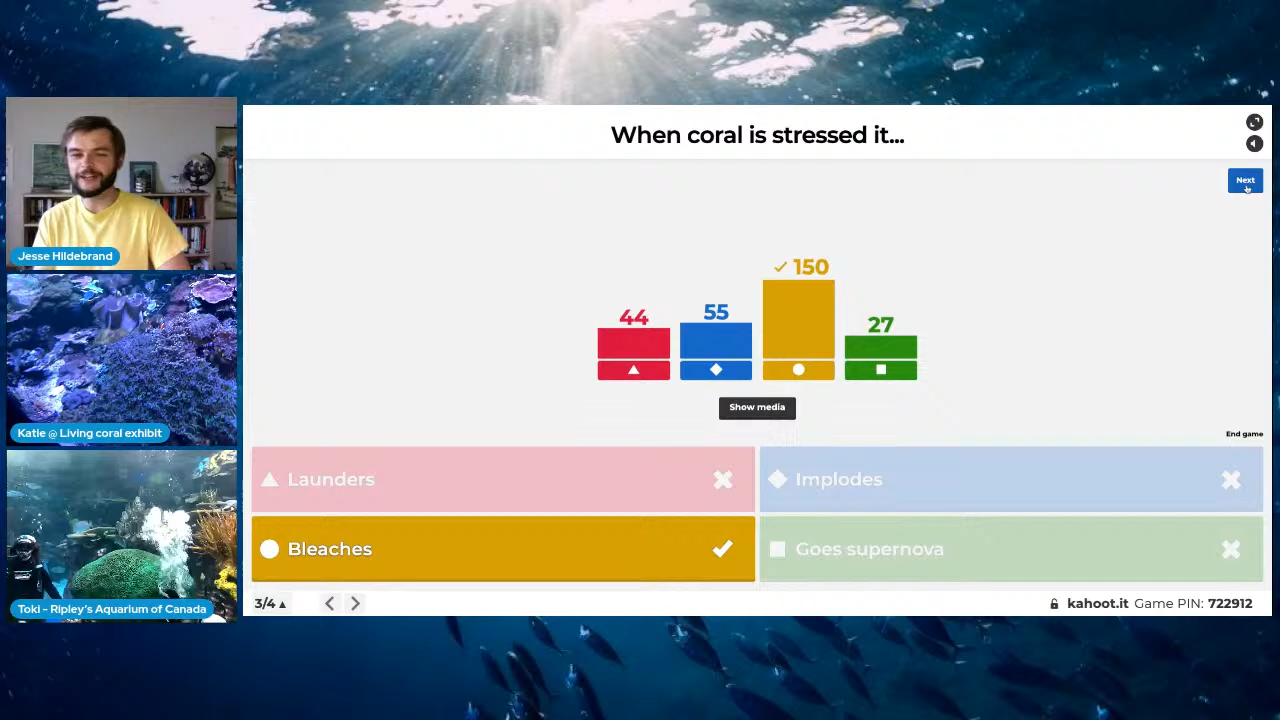 When coral is stressed it...
Next
Jesse Hildebrand
150
55
44
27
Show media
Katie @ Living coral exhibit
End game
Launders
Implodes
Bleaches
Goes supernova
Toki - Ripley's Aquarium of Canada
3/4
kahoot.it Game PIN: 722912